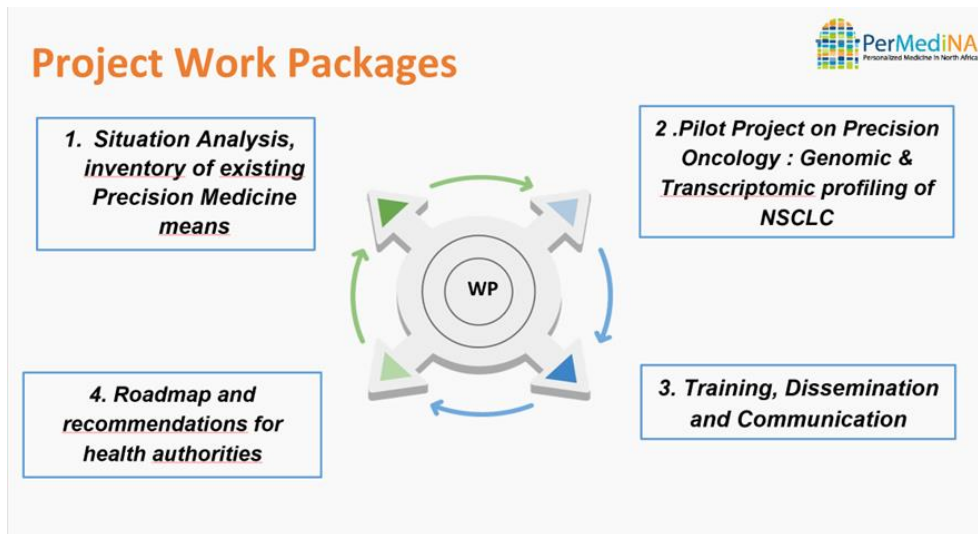 Project Work Packages
PerMediNA
Personalized Medicine in North Africa
1. Situation Analysis,
inventory of existing
Precision Medicine
means
2 .Pilot Project on Precision
Oncology : Genomic &
Transcriptomic profiling of
NSCLC
WP
4. Roadmap and
recommendations for
health authorities
3. Training, Dissemination
and Communication